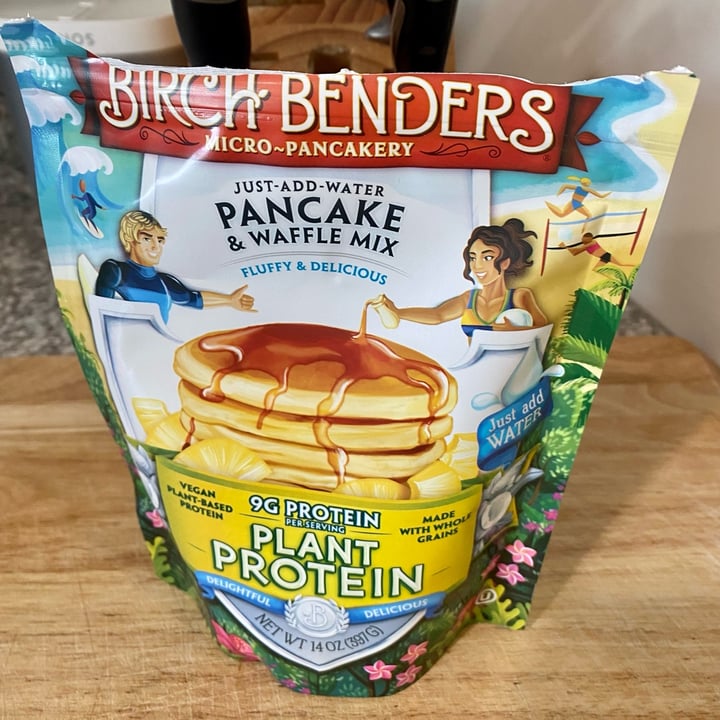 BIRCH BENDERS
MICRO~PANCAKERY
JUST-ADD-WATER
PANCAKE
& WAFFLE MIX
FLUFFY & DELICIOUS
Just add
WATER
VEGAN
PLANT-BASED
PROTEIN
9G PROTEIN
PER SERVING
MADE
WITH WHOLE
GRAINS
PLANT
PROTEIN
DELIGHTFUL
DELICIOUS
B
NET WT 14 OZ (397G)